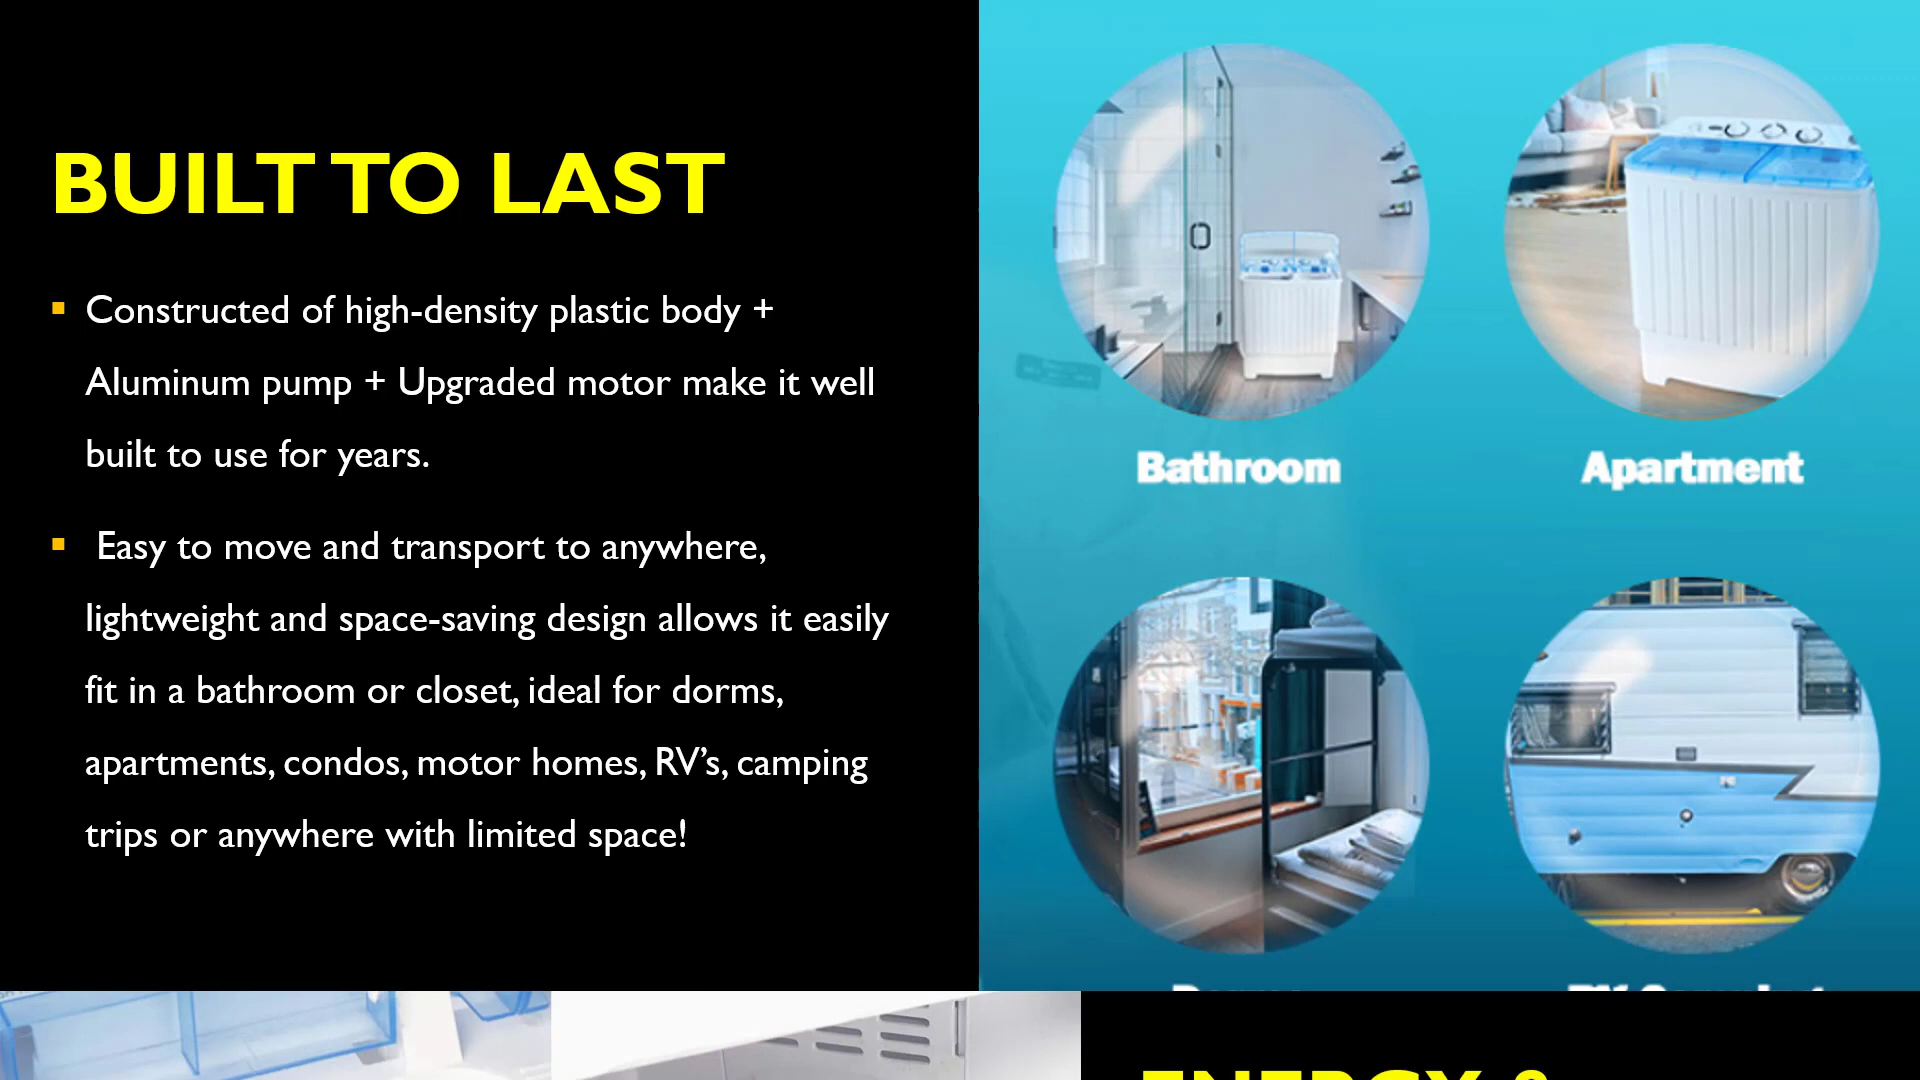 BUILT TO LAST
Constructed of high-density plastic body +
Aluminum pump + Upgraded motor make it well
built to use for years.
Easy to move and transport to anywhere,
lightweight and space-saving design allows it easily
fit in a bathroom or closet, ideal for dorms,
apartments, condos, motor homes, RV’s, camping
trips or anywhere with limited space!
Bathroom
Apartment
ENERGY &